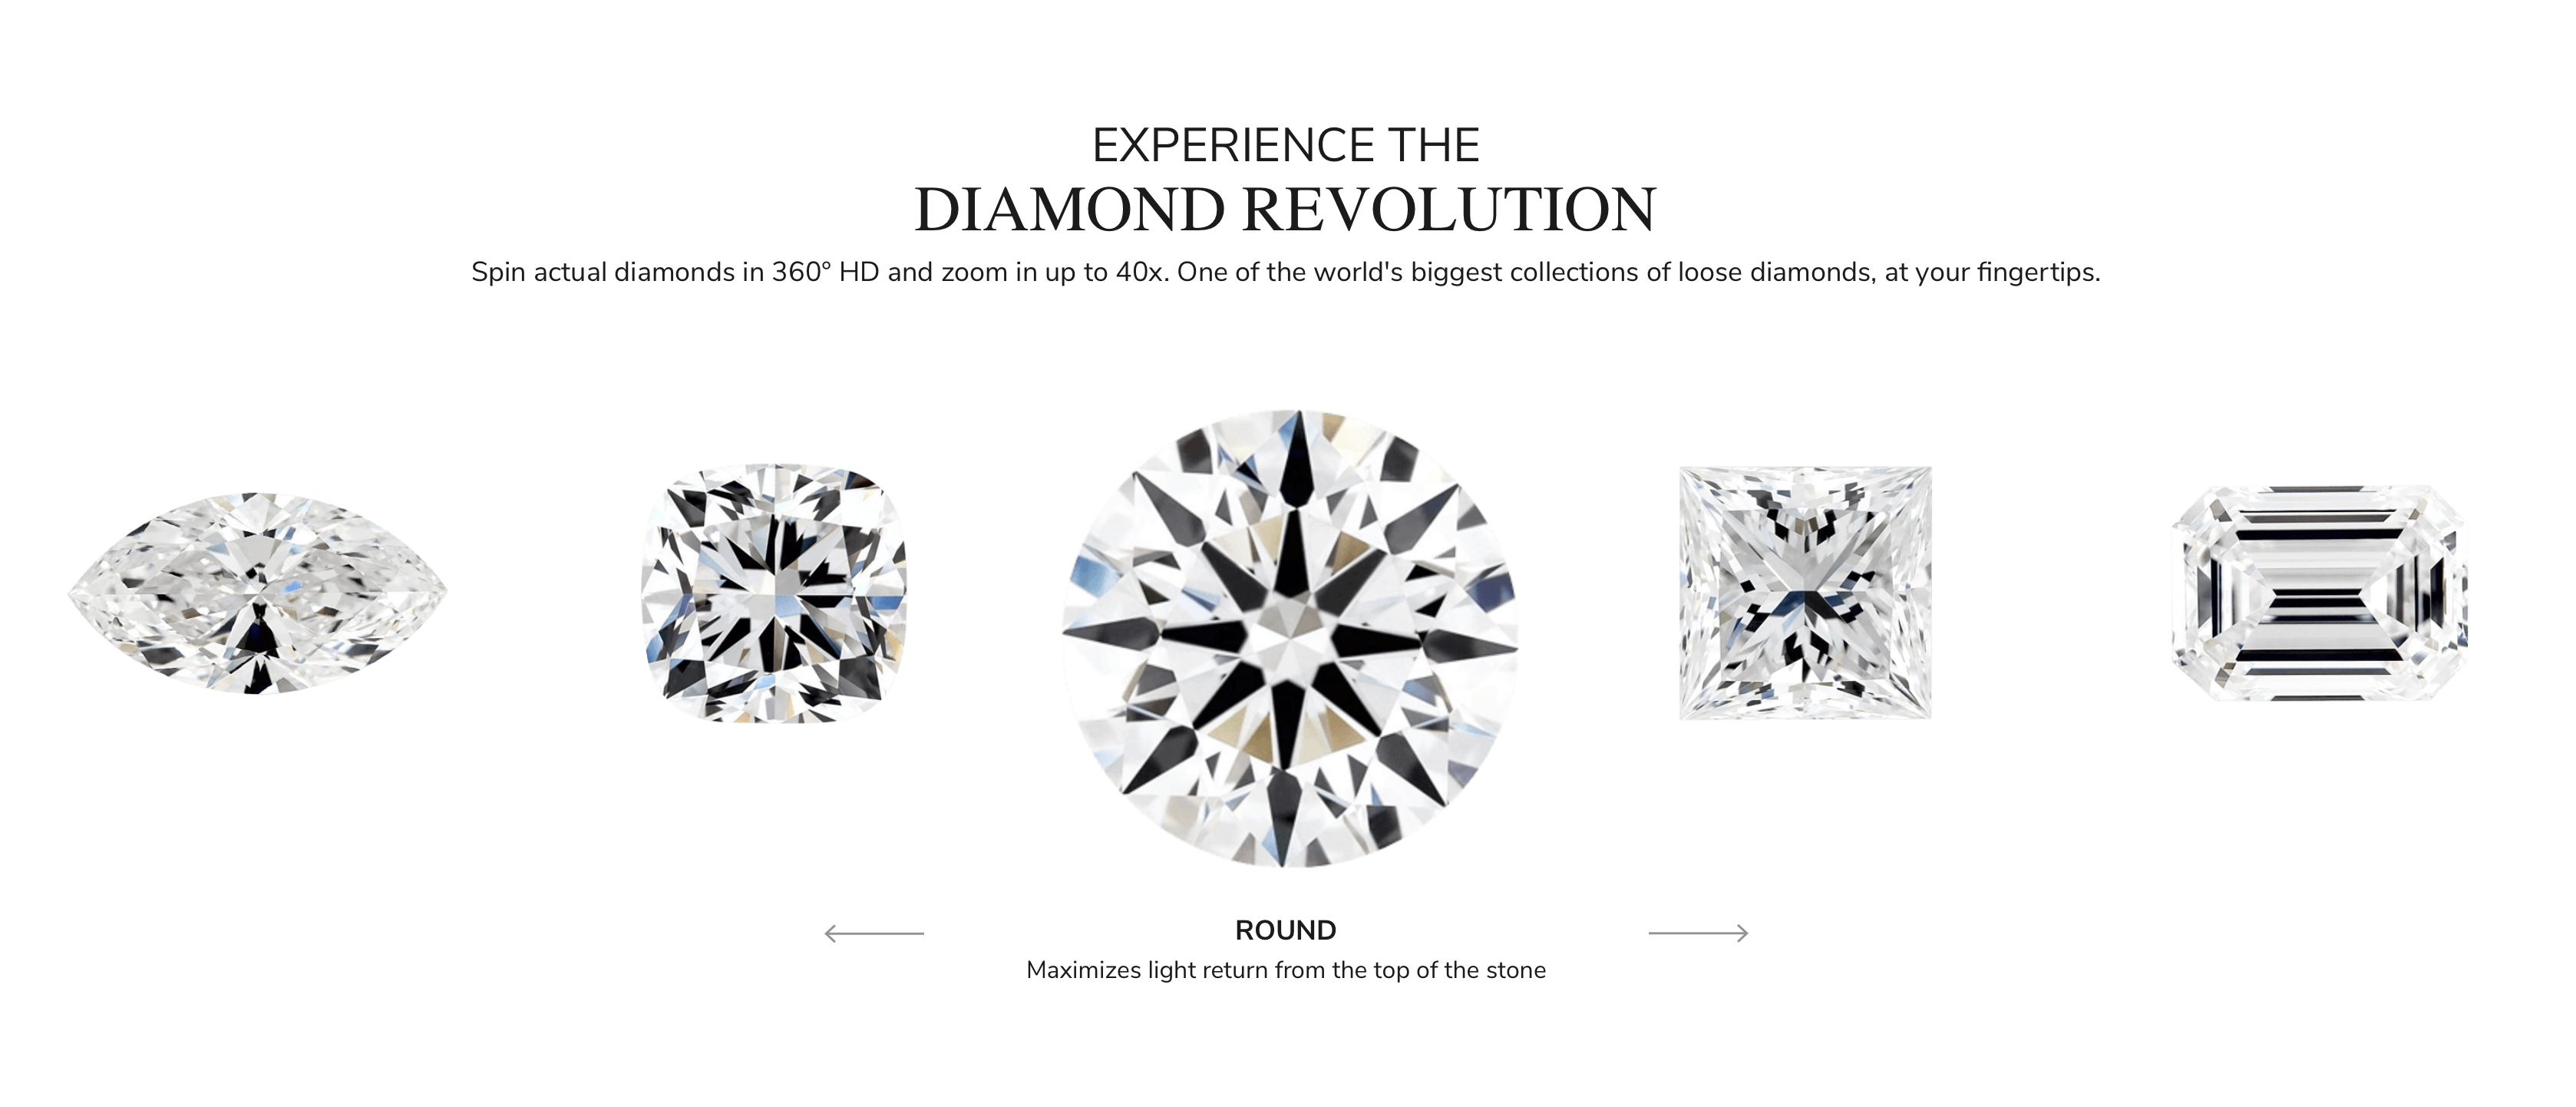 EXPERIENCE THE
DIAMOND REVOLUTION
Spin actual diamonds in 360° HD and zoom in up to 40x. One of the world's biggest collections of loose diamonds, at your fingertips.
ROUND
Maximizes light return from the top of the stone